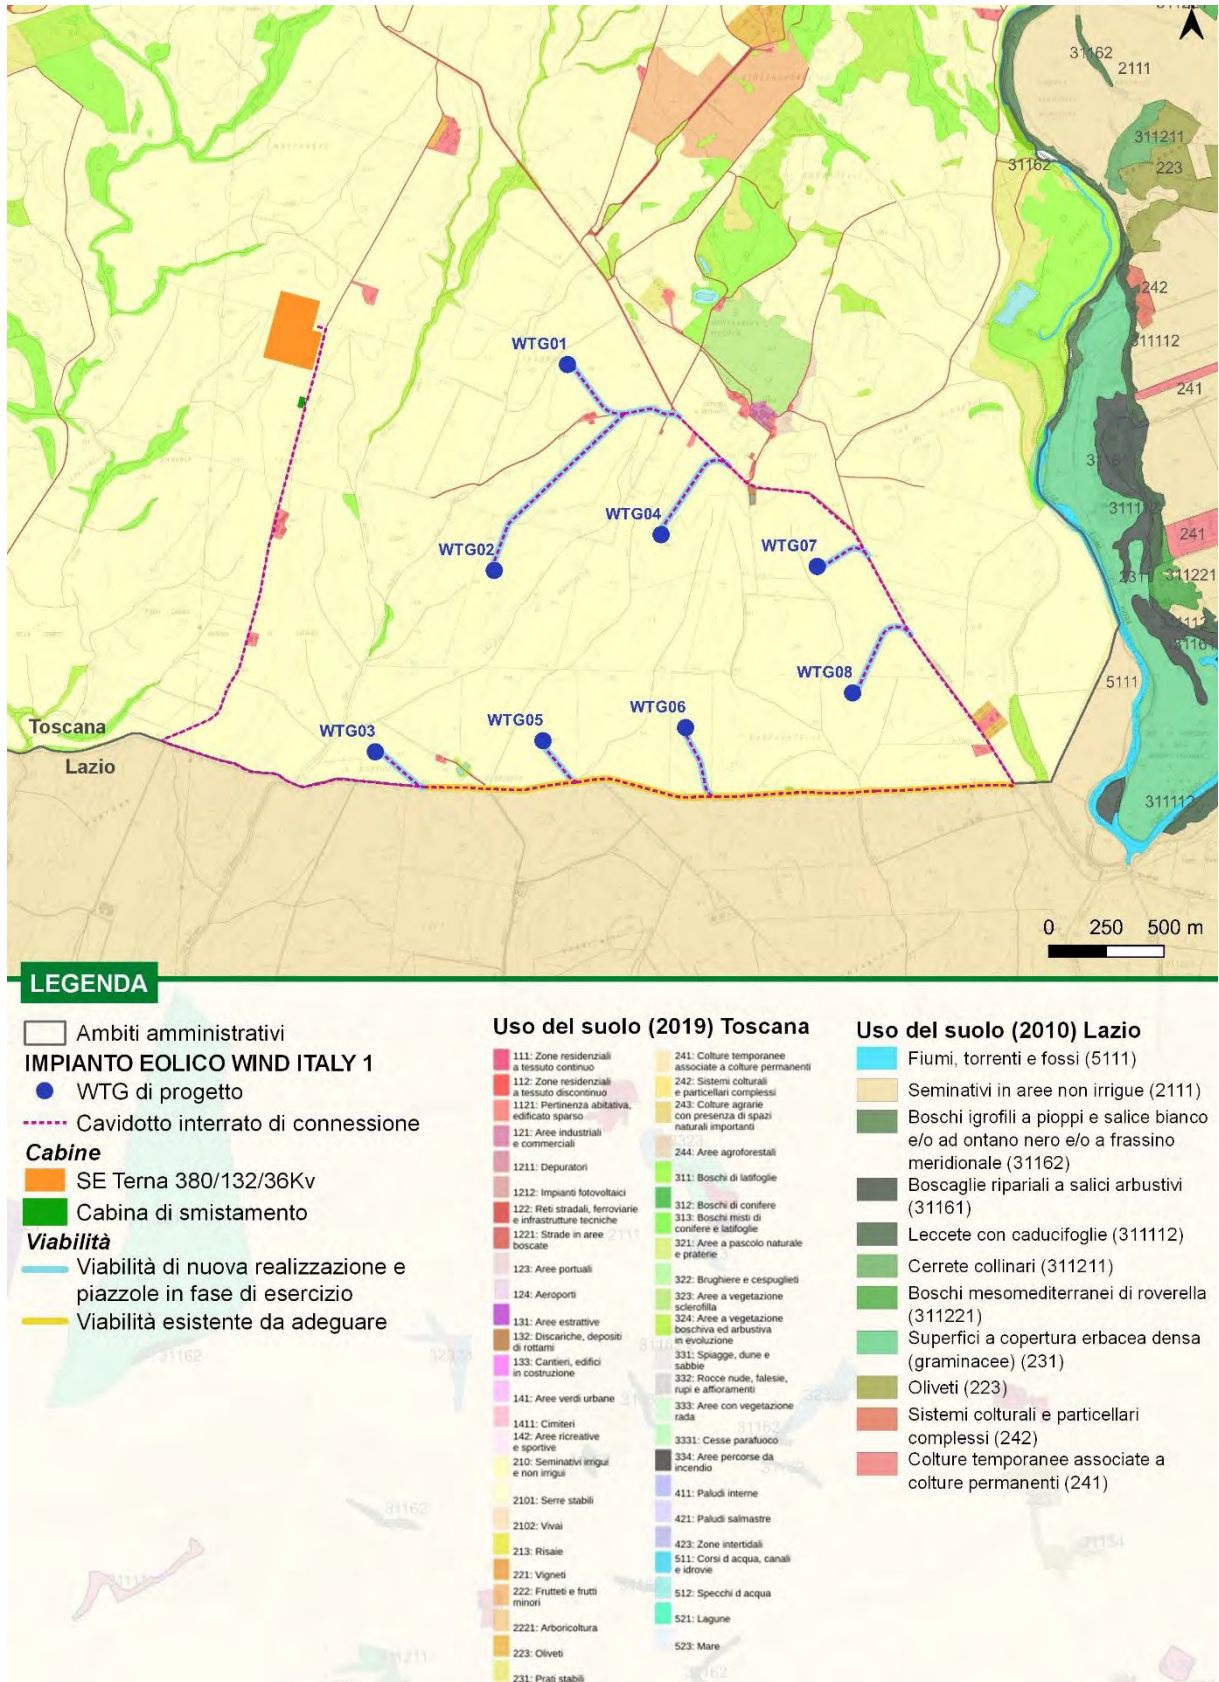 311221
31162
2111
311211
31162
223
242
WTG01
311112
241
31161
WTG04
311112
WTG02
WTG07
241
2311
311221
311112
31161
WTG08
5111
WTG06
WTG05
Toscana
WTG03
Lazio
311112
0 250 500 m
LEGENDA
Ambiti amministrativi
IMPIANTO EOLICO WIND ITALY 1
WTG di progetto
Cavidotto interrato di connessione
Cabine
SE Terna 380/132/36Kv
Cabina di smistamento
Viabilità
Viabilità di nuova realizzazione e
piazzole in fase di esercizio
Viabilità esistente da adeguare
Uso del suolo (2019) Toscana
111: Zone residenziali
a tessuto continuo
112: Zone residenziali
a tessuto discontinuo
1121: Pertinenza abitativa,
edificato sparso
121: Aree industriali
e commerciali
1211: Depuratori
1212: Impianti fotovoltaici
122: Reti stradali, ferroviarie
e infrastrutture tecniche
1221: Strade in aree
boscate
123: Aree portuali
124: Aeroporti
131: Aree estrattive
132: Discariche, depositi
di rottami
133: Cantieri, edifici
in costruzione
141: Aree verdi urbane
1411: Cimiteri
142: Aree ricreative
e sportive
210: Seminativi irrigui
e non irrigui
2101: Serre stabili
2102: Vivai
213: Risaie
221: Vigneti
222: Frutteti e frutti
minori
2221: Arboricoltura
223: Oliveti
231: Prati stabili
241: Colture temporanee
associate a colture permanenti
242: Sistemi colturali
e particellari complessi
243: Colture agrarie
con presenza di spazi
naturali importanti
244: Aree agroforestali
311: Boschi di latifoglie
312: Boschi di conifere
313: Boschi misti di
conifere e latifoglie
321: Aree a pascolo naturale
e praterie
322: Brughiere e cespuglieti
323: Aree a vegetazione
sclerofilla
324: Aree a vegetazione
boschiva ed arbustiva
in evoluzione
331: Spiagge, dune e
sabbie
332: Rocce nude, falesie,
rupi e affioramenti
333: Aree con vegetazione
rada
3331: Cesse parafuoco
334: Aree percorse da
incendio
411: Paludi interne
421: Paludi salmastre
423: Zone intertidali
511: Corsi d acqua, canali
e idrovie
512: Specchi d acqua
521: Lagune
523: Mare
Uso del suolo (2010) Lazio
Fiumi, torrenti e fossi (5111)
Seminativi in aree non irrigue (2111)
Boschi igrofili a pioppi e salice bianco
e/o ad ontano nero e/o a frassino
meridionale (31162)
Boscaglie ripariali a salici arbustivi
(31161)
Leccete con caducifoglie (311112)
Cerrete collinari (311211)
Boschi mesomediterranei di roverella
(311221)
Superfici a copertura erbacea densa
(graminacee) (231)
Oliveti (223)
Sistemi colturali e particellari
complessi (242)
Colture temporanee associate a
colture permanenti (241)
31162
31162
311211
31162